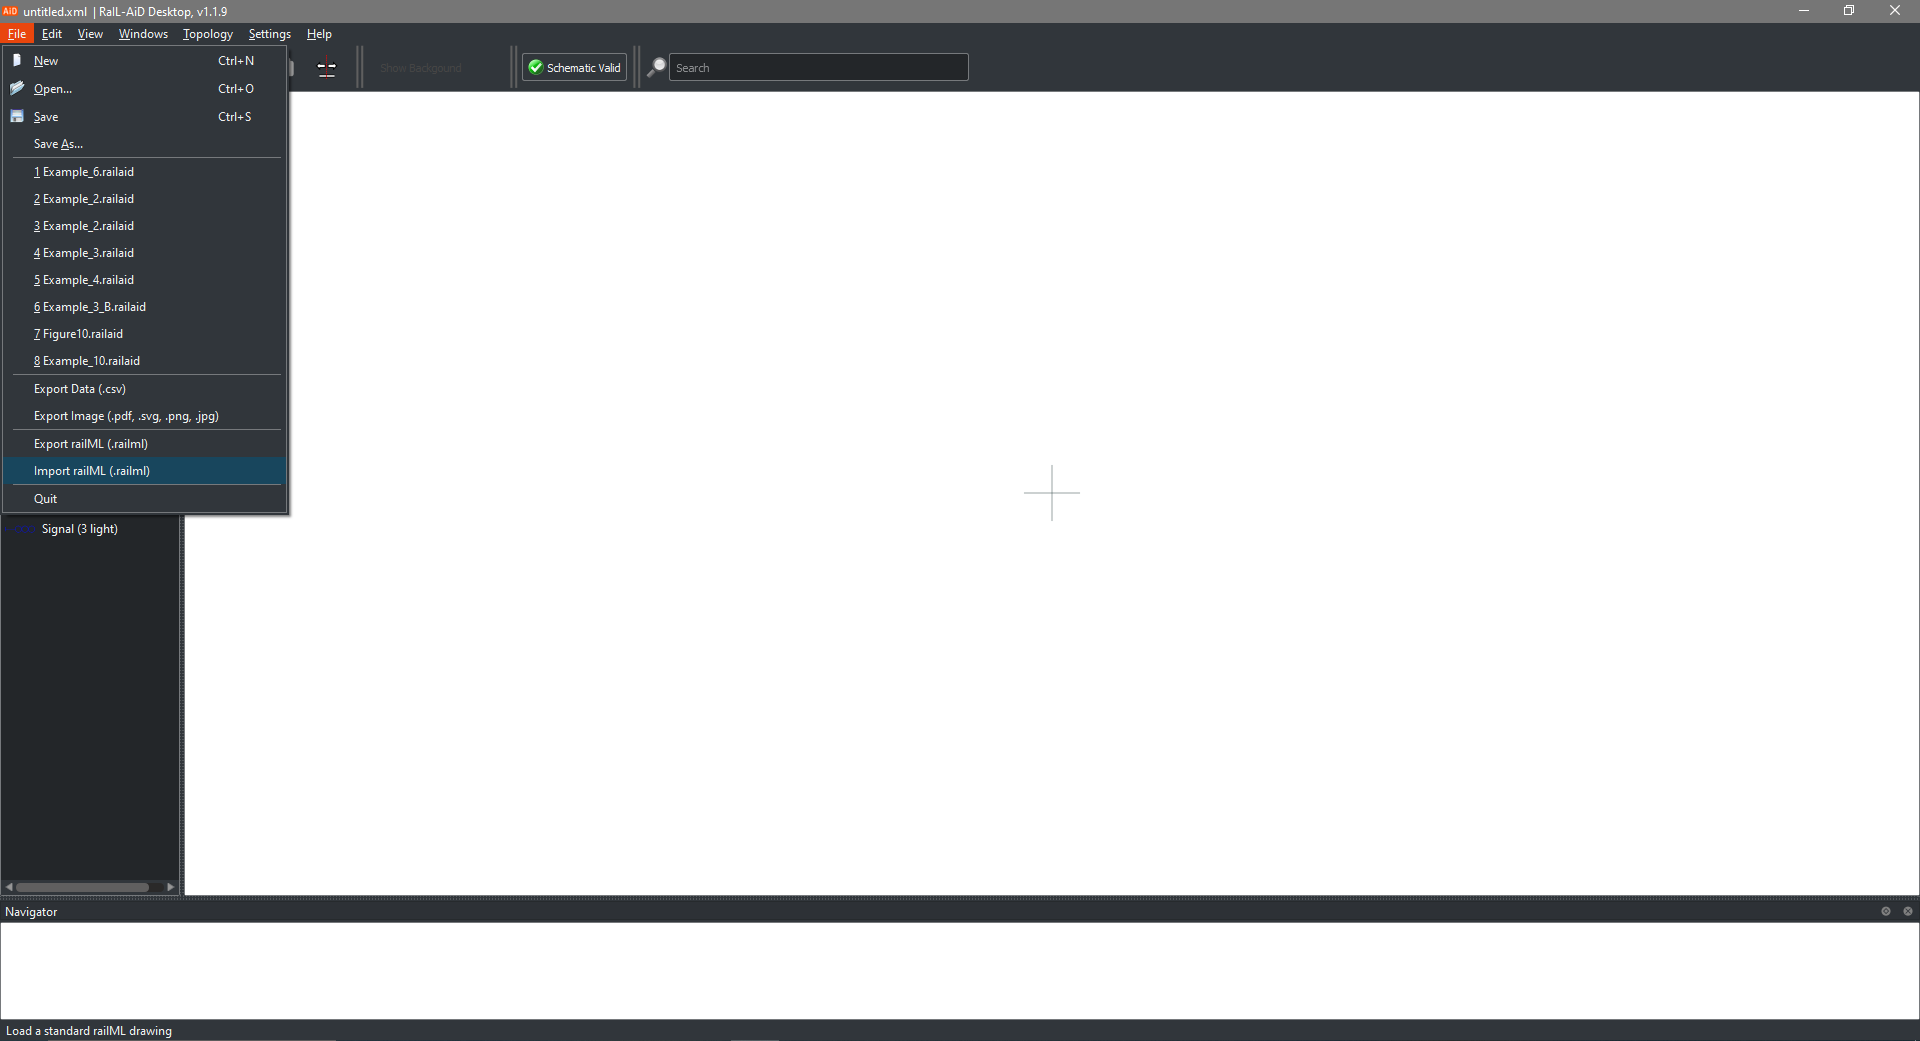 AiD untitled.xml | RaIL-AiD Desktop, v1.1.9
File Edit View Windows Topology Settings Help
New Ctrl+N
Open... Ctrl+O
Save Ctrl+S
Save As...
1 Example_6.railaid
2 Example_2.railaid
3 Example_2.railaid
4 Example_3.railaid
5 Example_4.railaid
6 Example_3_B.railaid
7 Figure10.railaid
8 Example_10.railaid
Export Data (.csv)
Export Image (.pdf, .svg, .png, .jpg)
Export railML (.railml)
Import railML (.railml)
Quit
Show Background
Schematic Valid
Search
Signal (3 light)
Navigator
Load a standard railML drawing